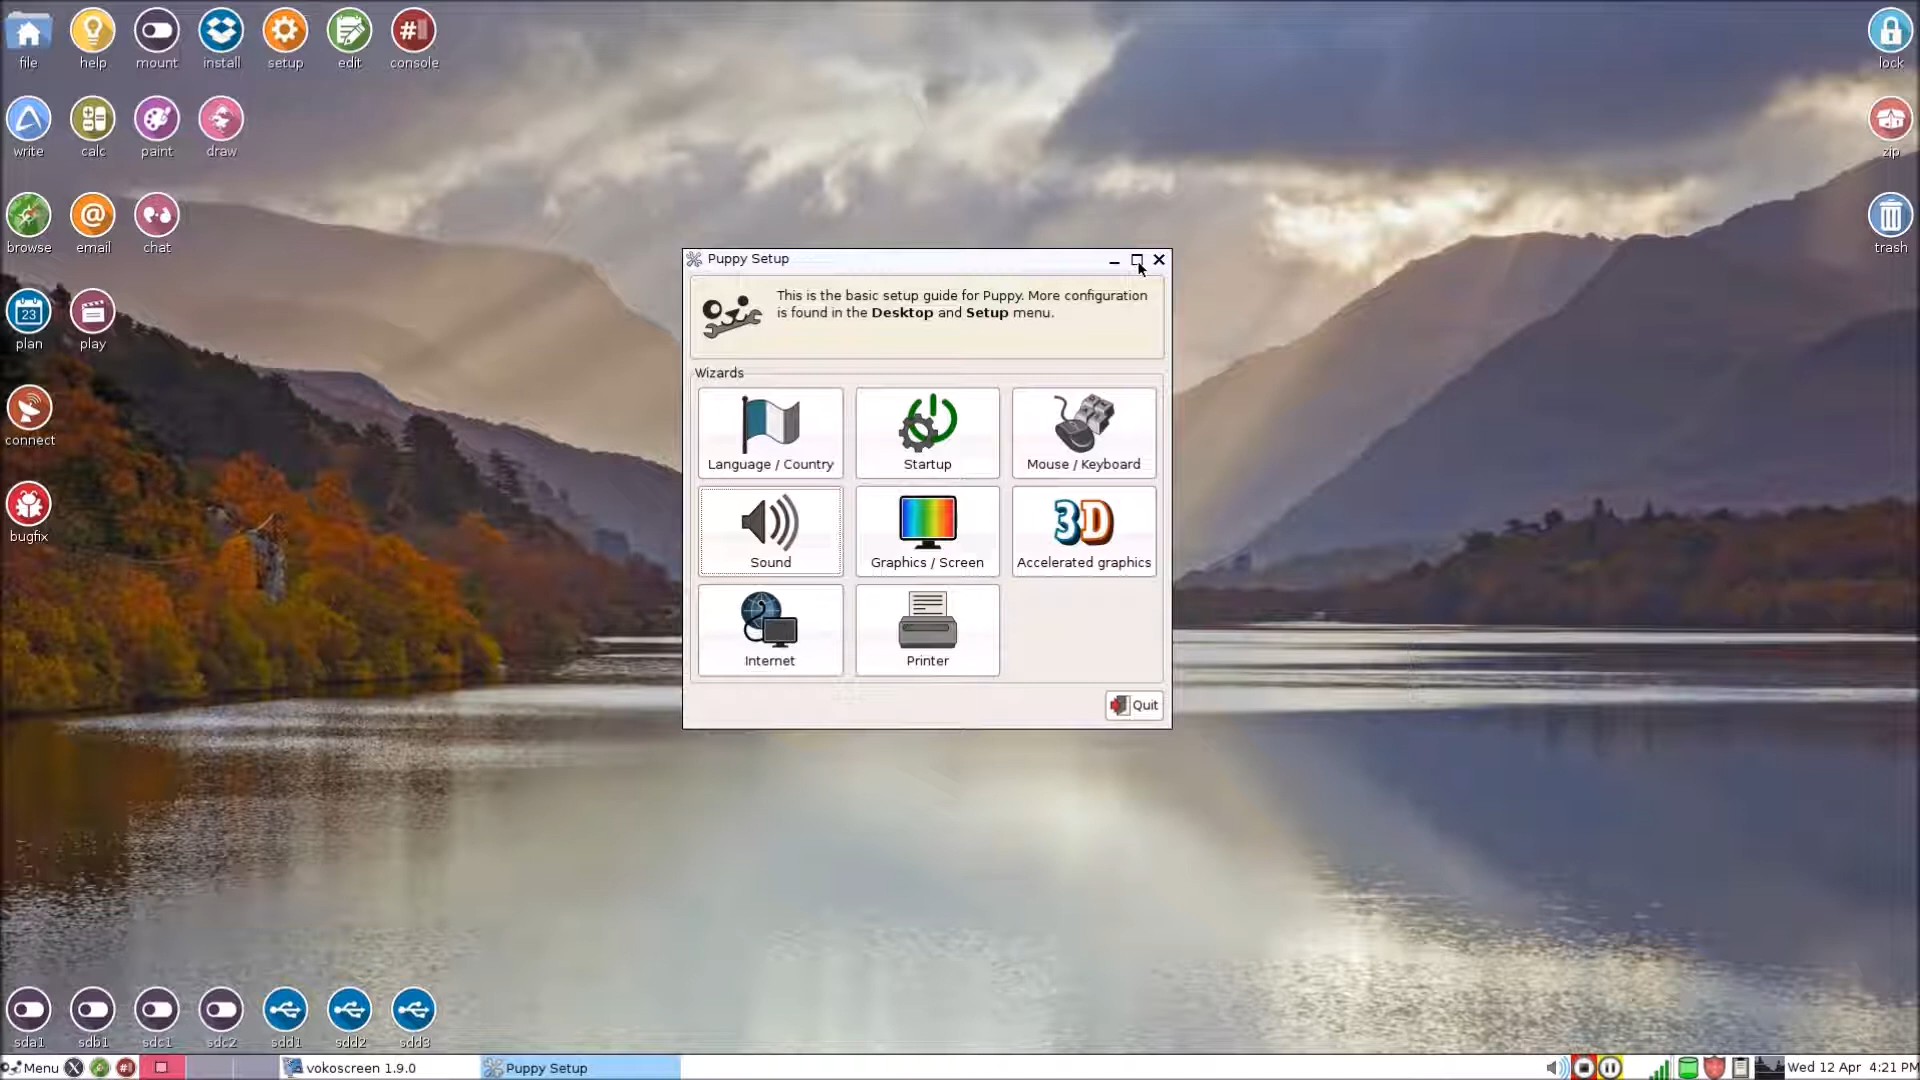 file
help
mount
install
setup
edit
console
lock
write
calc
paint
draw
zip
browse
email
chat
trash
plan
23
play
connect
bugfix
Puppy Setup
This is the basic setup guide for Puppy. More configuration
is found in the Desktop and Setup menu.
Wizards
Language / Country
Startup
Mouse / Keyboard
Sound
Graphics / Screen
3D
Accelerated graphics
Internet
Printer
Quit
sda1
sdb1
sdc1
sdc2
sdd1
sdd2
sdd3
Menu
vokoscreen 1.9.0
Puppy Setup
Wed 12 Apr 4:21 PM